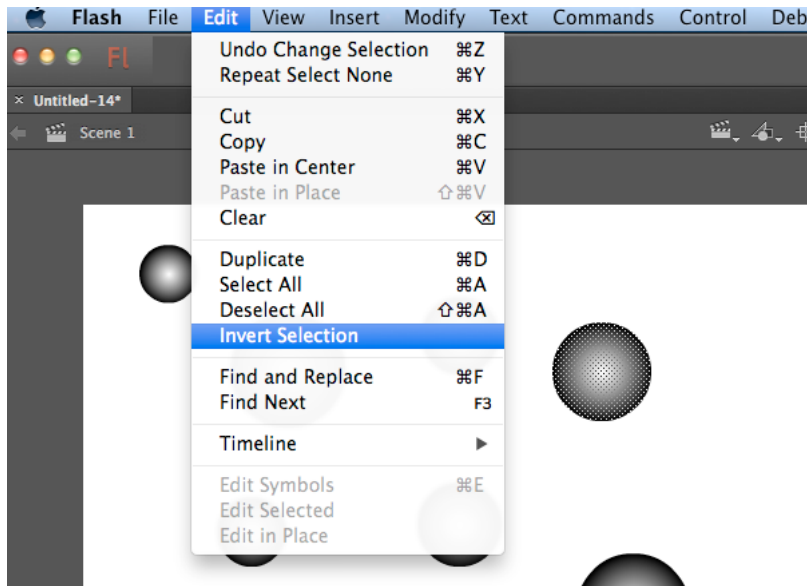 Flash File Edit View Insert Modify Text Commands Control Deb
Fl
× Untitled-14*
Scene 1
Undo Change Selection ⌘Z
Repeat Select None ⌘Y
Cut ⌘X
Copy ⌘C
Paste in Center ⌘V
Paste in Place ⇧⌘V
Clear ⌫
Duplicate ⌘D
Select All ⌘A
Deselect All ⇧⌘A
Invert Selection
Find and Replace ⌘F
Find Next F3
Timeline ▶
Edit Symbols ⌘E
Edit Selected
Edit in Place